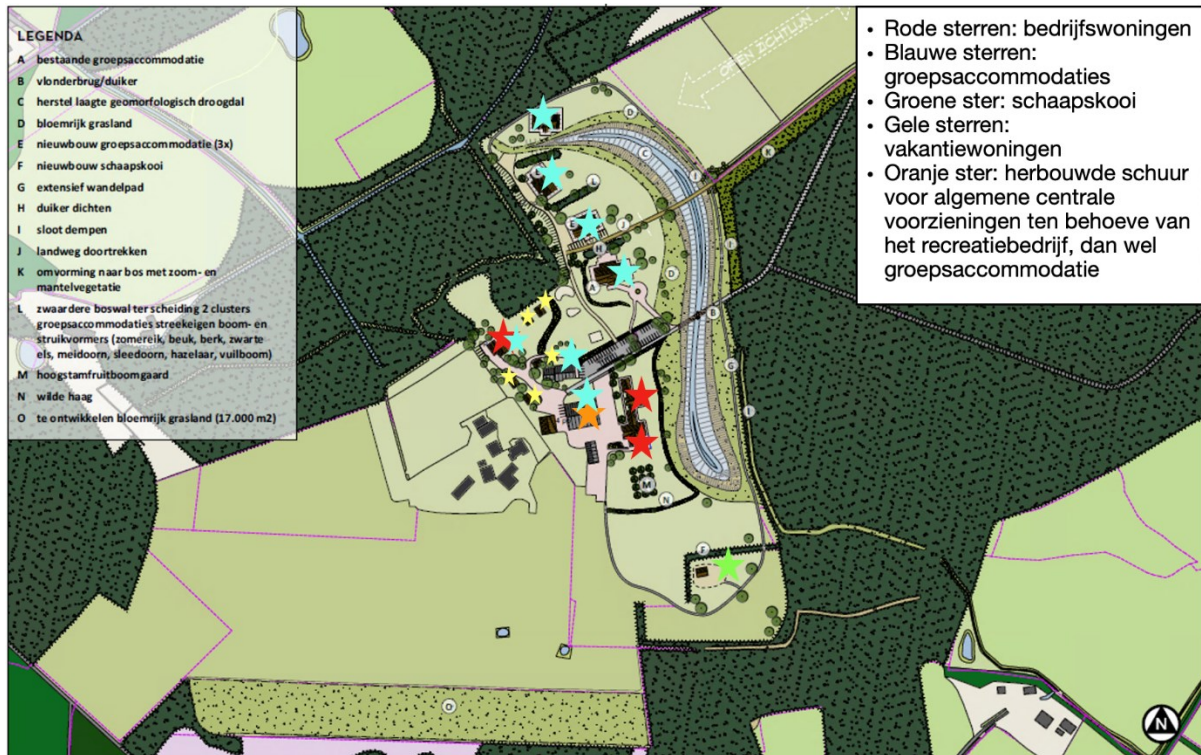 LEGENDA
A bestaande groepsaccommodatie
B vlonderbrug/duiker
C herstel laagte geomorfologisch droogdal
D bloemrijk grasland
E nieuwbouw groepsaccommodatie (3x)
F nieuwbouw schaapskooi
G extensief wandelpad
H duiker dichten
I sloot dempen
J landweg doortrekken
K omvorming naar bos met zoom- en
mantelvegetatie
L zwaardere boswal ter scheiding 2 clusters
groepsaccommodaties streekeigen boom- en
struikvormers (zomereik, beuk, berk, zwarte
els, meidoorn, sleedoorn, hazelaar, vuilboom)
M hoogstamfruitboomgaard
N wilde haag
O te ontwikkelen bloemrijk grasland (17.000 m2)
• Rode sterren: bedrijfswoningen
• Blauwe sterren:
groepsaccommodaties
• Groene ster: schaapskooi
• Gele sterren:
vakantiewoningen
• Oranje ster: herbouwde schuur
voor algemene centrale
voorzieningen ten behoeve van
het recreatiebedrijf, dan wel
groepsaccommodatie
OPEN ZICHTLIJN
D
C
K
I
L
E
J
H
D
A
B
G
I
I
M
N
F
O
N